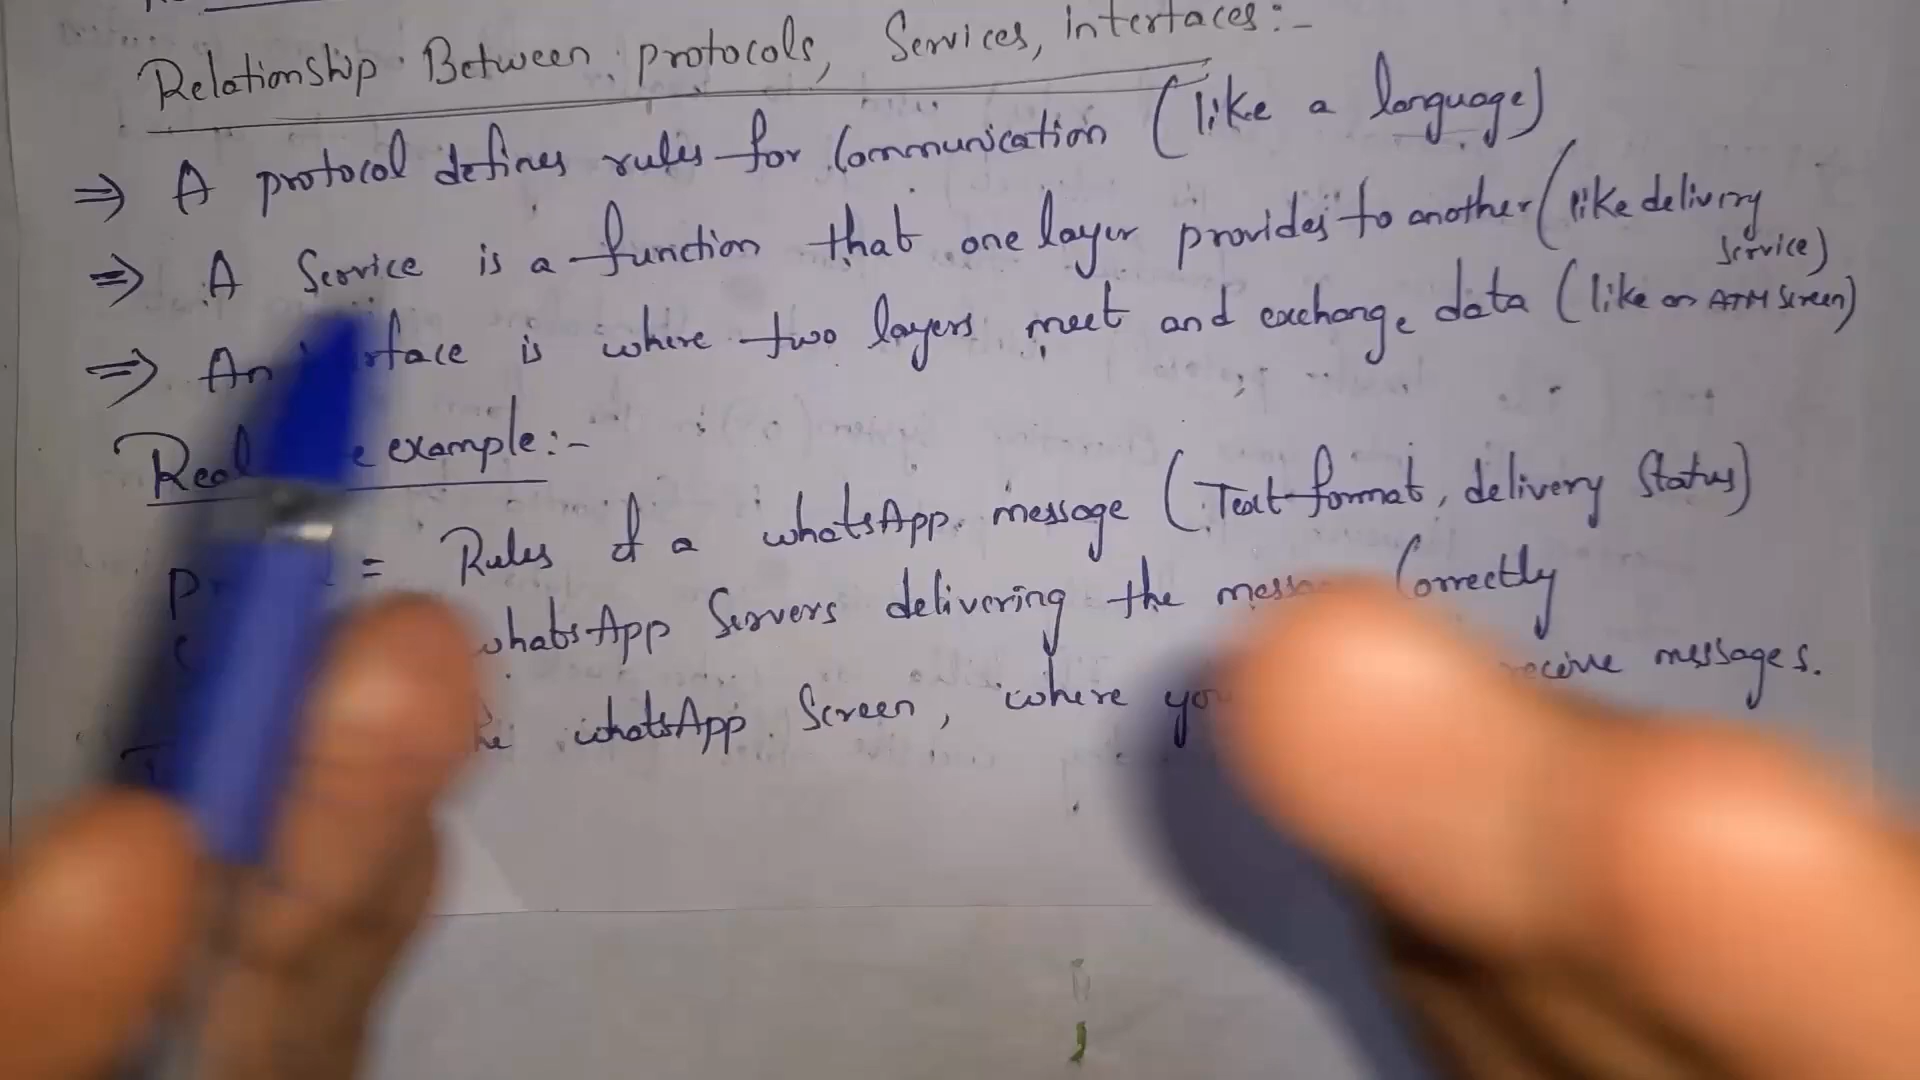 Relationship Between protocols, Services, interfaces:-
⇒ A protocol defines rules for Communication (like a language)
⇒ A Service is a function that one layer provides to another (like delivery service)
⇒ An is where two layers meet and exchange data (like an ATM screen)
Real example:-
= Rules of a whatsApp message (Text format, delivery Status)
whatsApp Servers delivering the Correctly
whatsApp Screen, where messages.